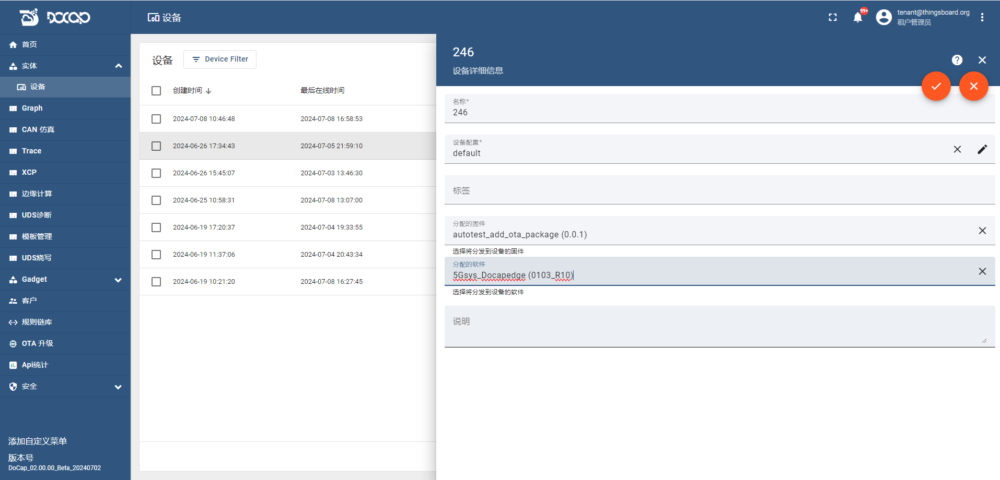 DOCAP
设备
99+
tenant@thingsboard.org
租户管理员
首页
实体
设备
Graph
CAN 仿真
Trace
XCP
边缘计算
UDS诊断
模板管理
UDS烧写
Gadget
客户
规则链库
OTA 升级
Api统计
安全
添加自定义菜单
版本号
DoCap_02.00.00_Beta_20240702
设备
Device Filter
创建时间 最后在线时间
2024-07-08 10:46:48 2024-07-08 16:58:53
2024-06-26 17:34:43 2024-07-05 21:59:10
2024-06-26 15:45:07 2024-07-03 13:46:30
2024-06-25 10:58:31 2024-07-08 13:07:00
2024-06-19 17:20:37 2024-07-04 19:33:55
2024-06-19 11:37:06 2024-07-04 20:43:34
2024-06-19 10:21:20 2024-07-08 16:27:45
246
设备详细信息
名称*
246
设备配置*
default
标签
分配的固件
autotest_add_ota_package (0.0.1)
选择将分发到设备的固件
分配的软件
5Gsys_Docapedge (0103_R10)
选择将分发到设备的软件
说明